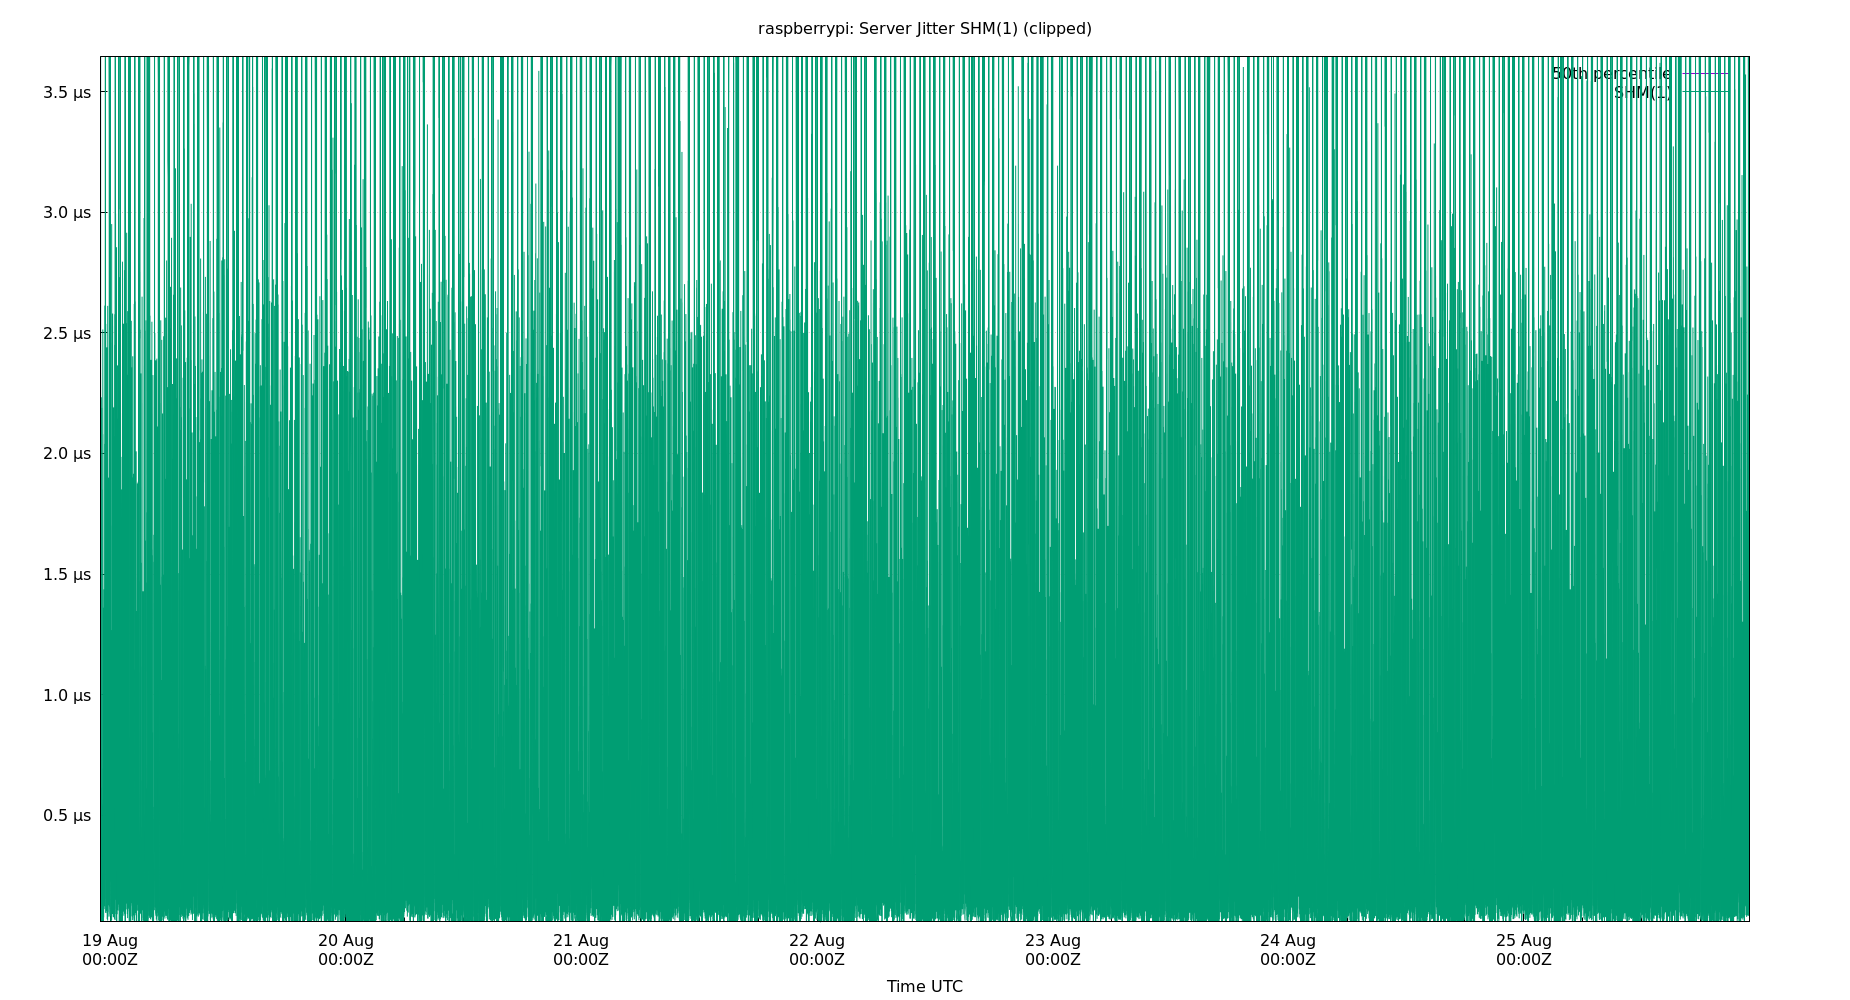 raspberrypi: Server Jitter SHM(1) (clipped)
50th percentile
SHM(1)
3.5 µs
3.0 µs
2.5 µs
2.0 µs
1.5 µs
1.0 µs
0.5 µs
19 Aug 20 Aug 21 Aug 22 Aug 23 Aug 24 Aug 25 Aug
00:00Z 00:00Z 00:00Z 00:00Z 00:00Z 00:00Z 00:00Z
Time UTC